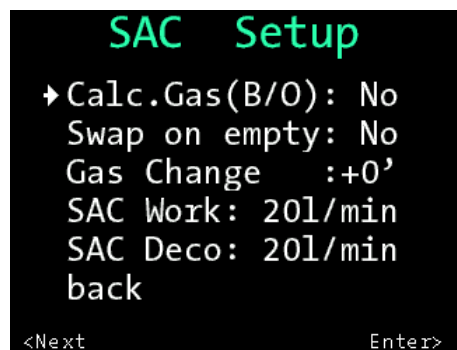 SAC Setup
Calc.Gas(B/O): No
Swap on empty: No
Gas Change :+0’
SAC Work: 20l/min
SAC Deco: 20l/min
back
<Next Enter>